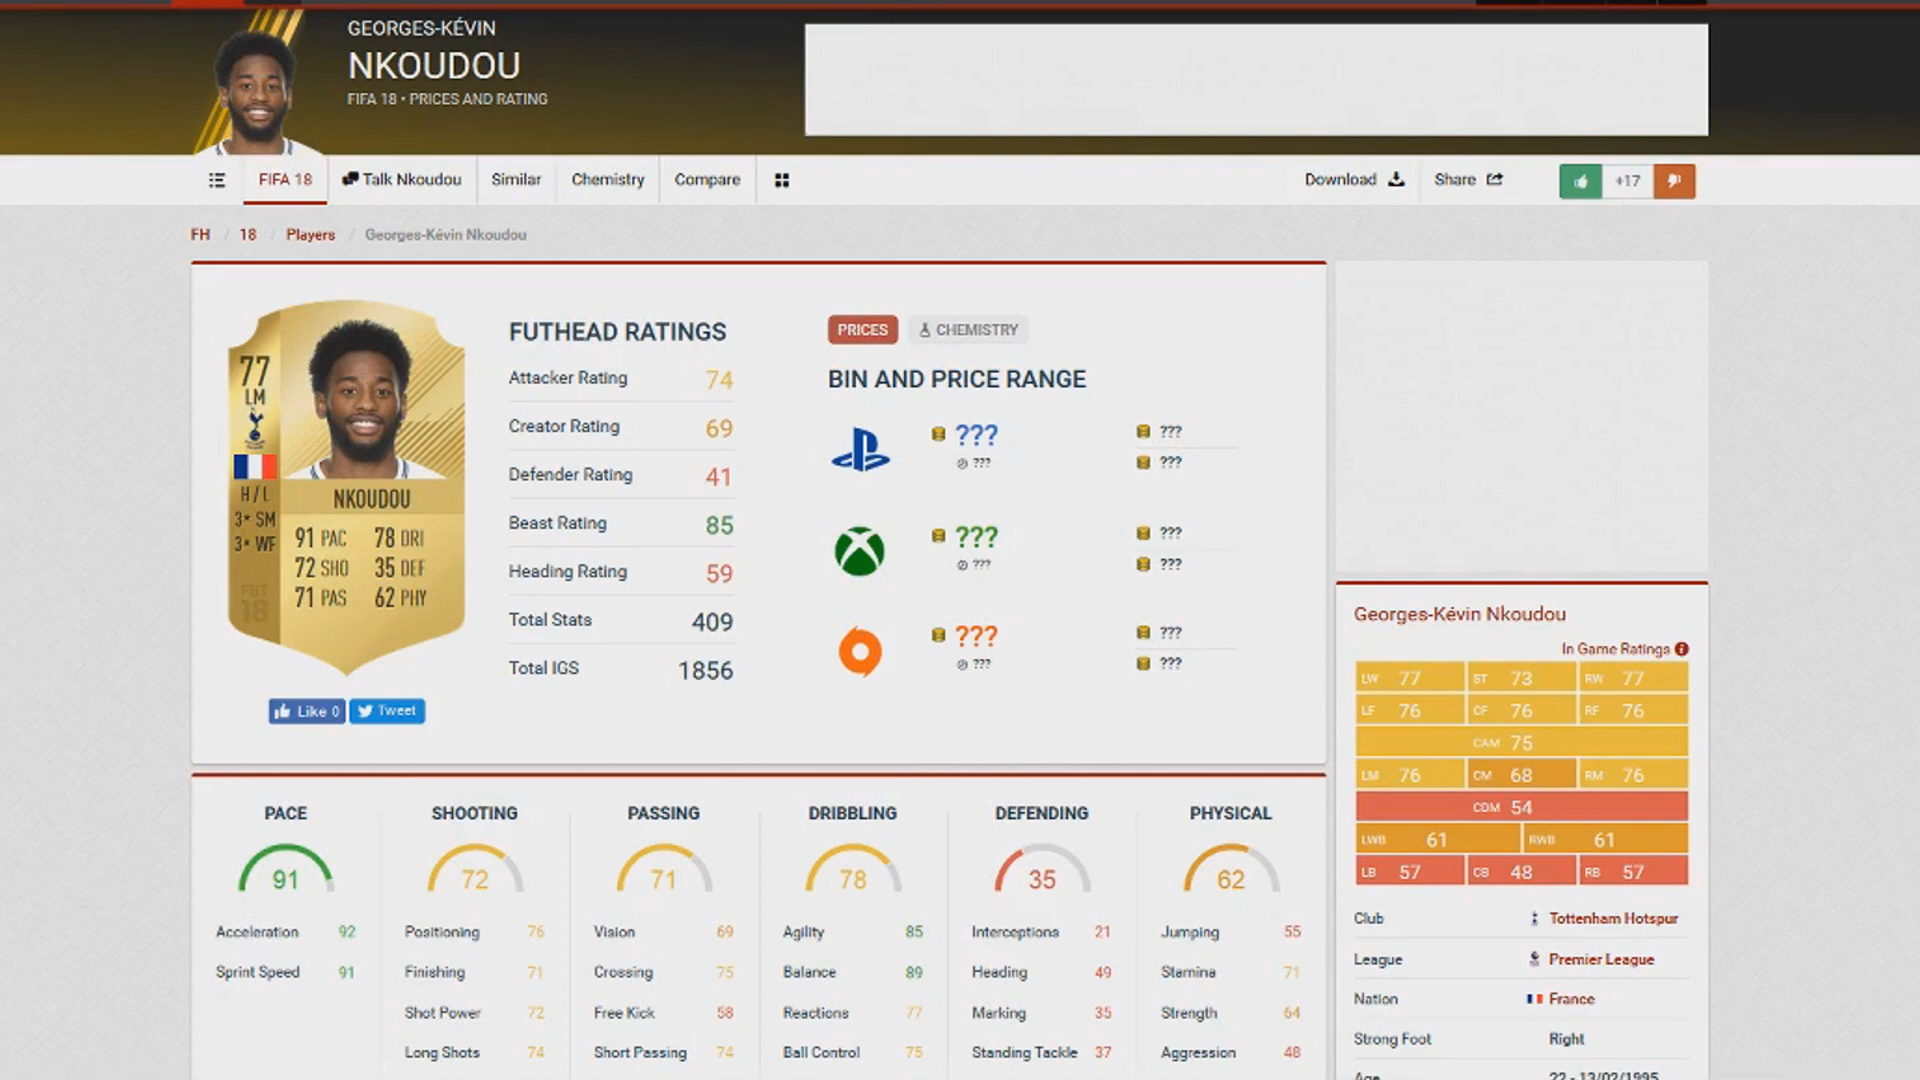 GEORGES-KÉVIN
NKOUDOU
FIFA 18 • PRICES AND RATING
FIFA 18
Talk Nkoudou
Similar
Chemistry
Compare
Download
Share
+17
FH / 18 / Players / Georges-Kévin Nkoudou
77
LM
H / L
3* SM
3* WF
FUT
18
NKOUDOU
91 PAC 78 DRI
72 SHO 35 DEF
71 PAS 62 PHY
Like 0
Tweet
FUTHEAD RATINGS
Attacker Rating 74
Creator Rating 69
Defender Rating 41
Beast Rating 85
Heading Rating 59
Total Stats 409
Total IGS 1856
PRICES
CHEMISTRY
BIN AND PRICE RANGE
??? ???
??? ???
??? ???
??? ???
??? ???
??? ???
PACE
91
Acceleration 92
Sprint Speed 91
SHOOTING
72
Positioning 76
Finishing 71
Shot Power 72
Long Shots 74
PASSING
71
Vision 69
Crossing 75
Free Kick 58
Short Passing 74
DRIBBLING
78
Agility 85
Balance 89
Reactions 77
Ball Control 75
DEFENDING
35
Interceptions 21
Heading 49
Marking 35
Standing Tackle 37
PHYSICAL
62
Jumping 55
Stamina 71
Strength 64
Aggression 48
Georges-Kévin Nkoudou
In Game Ratings
LW 77 ST 73 RW 77
LF 76 CF 76 RF 76
CAM 75
LM 76 CM 68 RM 76
CDM 54
LWB 61 RWB 61
LB 57 CB 48 RB 57
Club Tottenham Hotspur
League Premier League
Nation France
Strong Foot Right
Age 22 - 13/02/1995